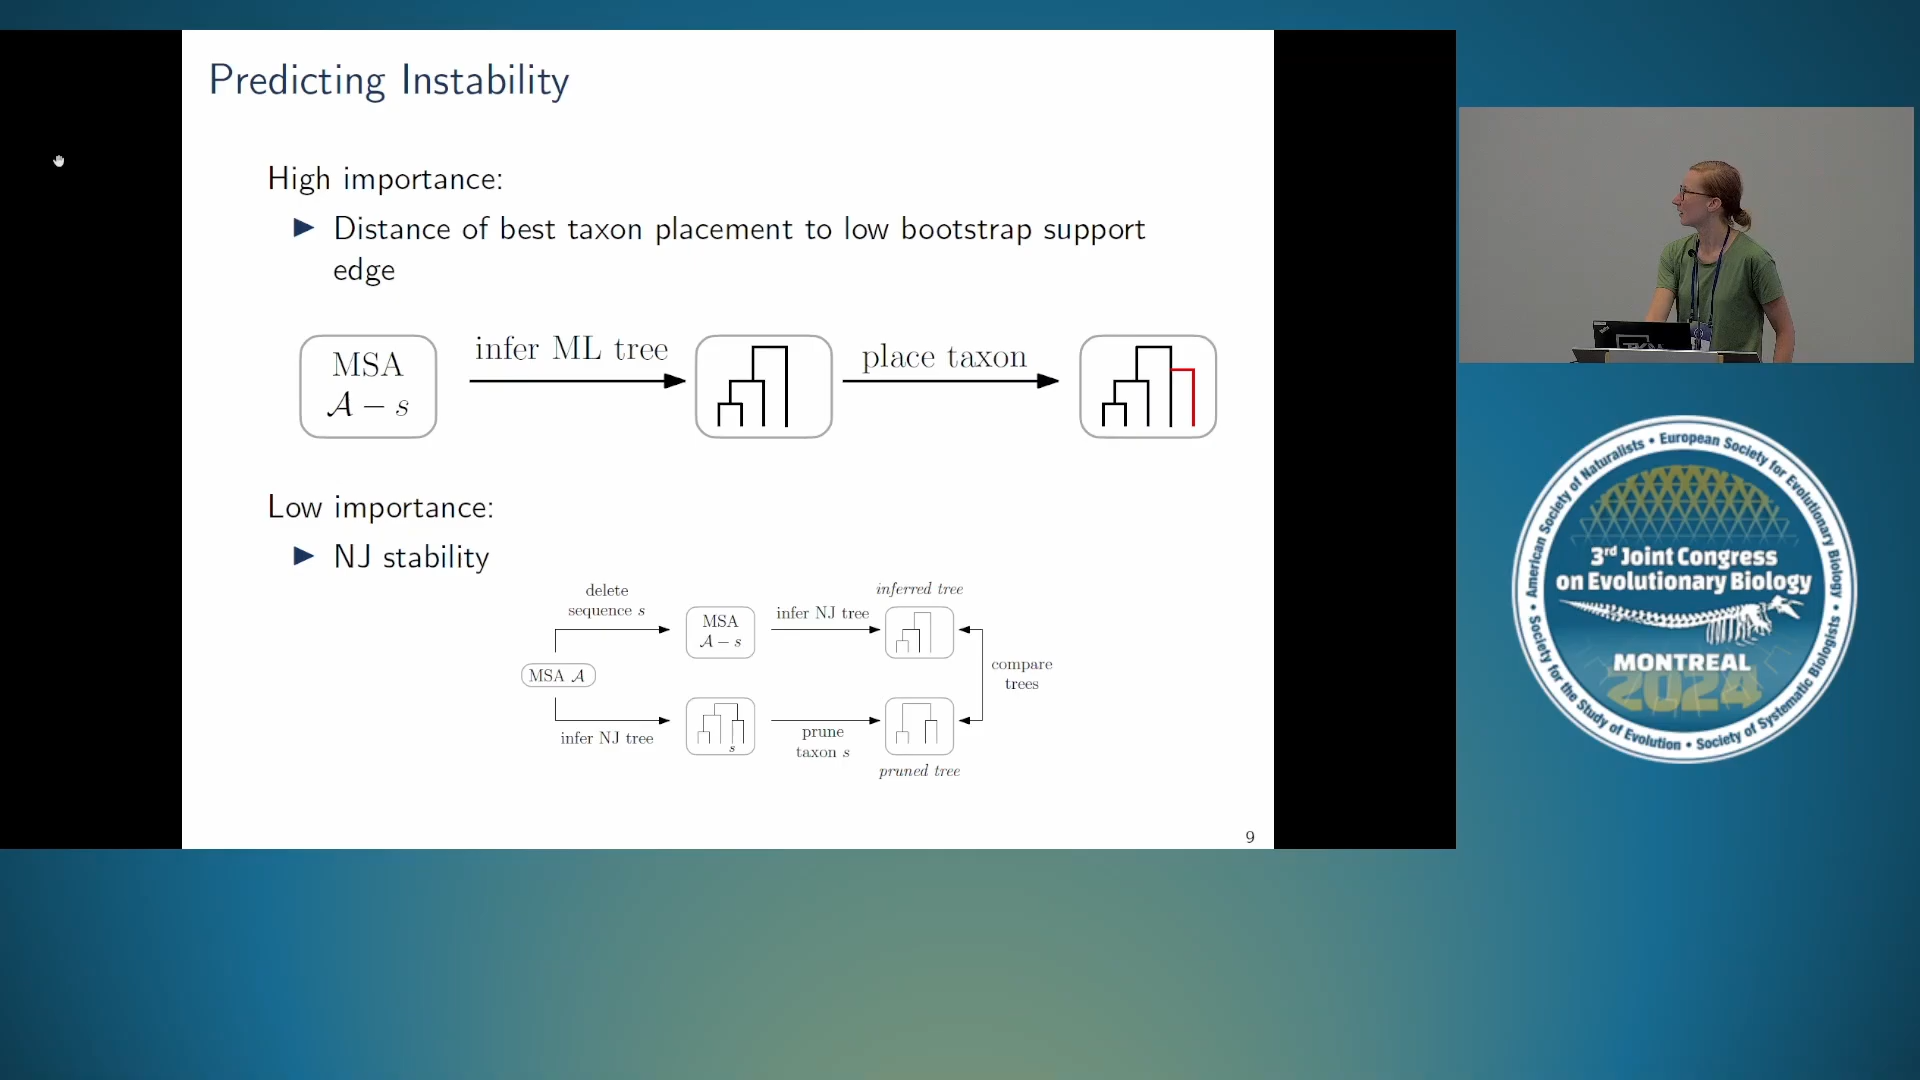 Predicting Instability
High importance:
▶ Distance of best taxon placement to low bootstrap support
edge
MSA
𝒜 − s
infer ML tree
place taxon
Low importance:
▶ NJ stability
delete
sequence s
MSA 𝒜
infer NJ tree
MSA
𝒜 − s
infer NJ tree
inferred tree
s
prune
taxon s
pruned tree
compare
trees
9
American Society of Naturalists • European Society for Evolutionary Biology • Society of Systematic Biologists • Society for the Study of Evolution •
3rd Joint Congress
on Evolutionary Biology
MONTREAL
2024